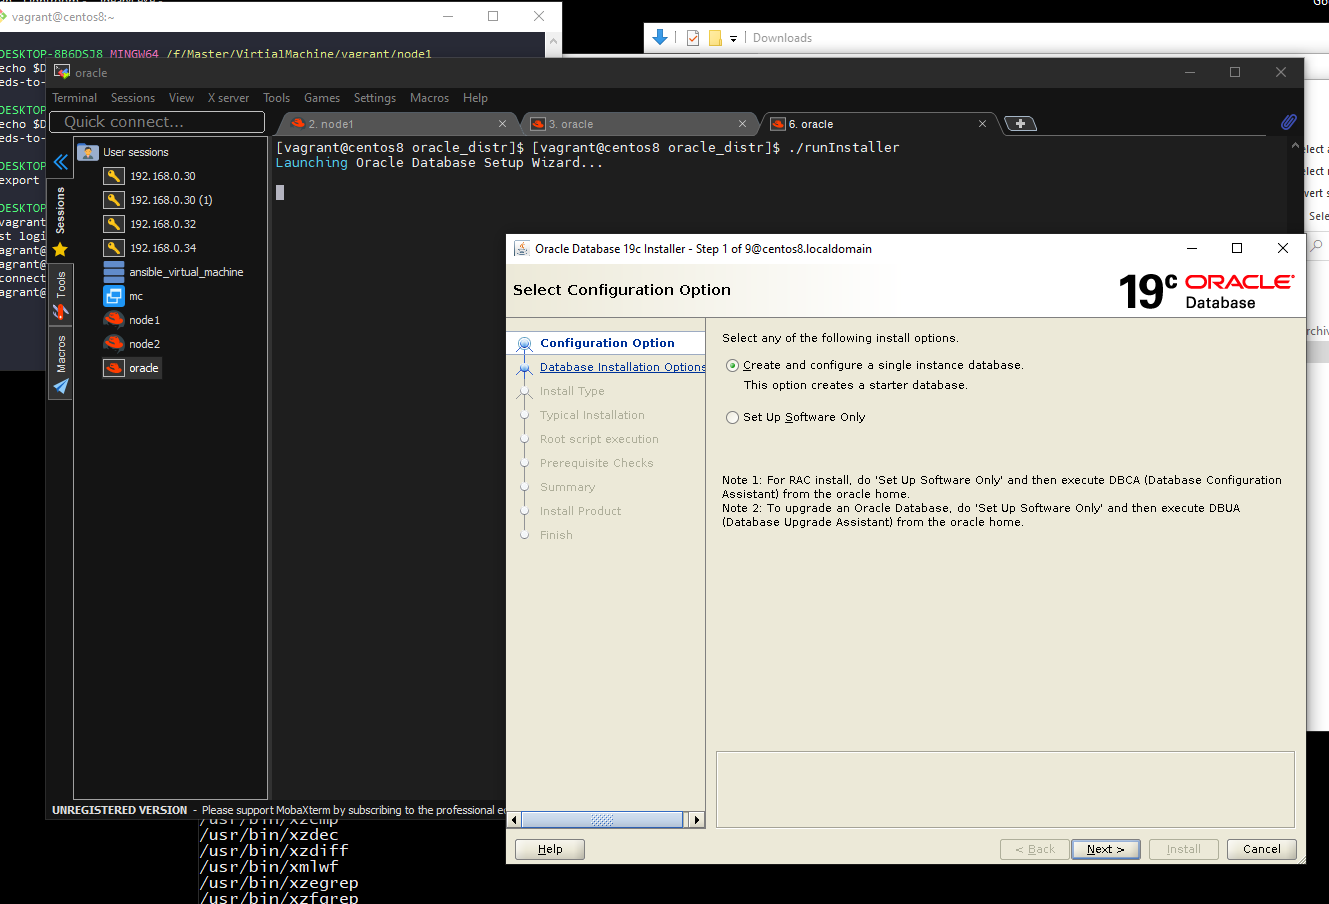 vagrant@centos8:~
DESKTOP-8B6DSJ8 MINGW64 /f/Master/VirtialMachine/vagrant/node1
echo $D
eds-to-
DESKTOP
echo $D
eds-to-
DESKTOP
export
DESKTOP
vagrant
st logi
agrant@
agrant@
connect
agrant@
Go
Downloads
oracle
Terminal Sessions View X server Tools Games Settings Macros Help
Quick connect...
2. node1
3. oracle
6. oracle
User sessions
192.168.0.30
192.168.0.30 (1)
192.168.0.32
192.168.0.34
ansible_virtual_machine
mc
node1
node2
oracle
Sessions
Tools
Macros
[vagrant@centos8 oracle_distr]$ [vagrant@centos8 oracle_distr]$ ./runInstaller
Launching Oracle Database Setup Wizard...
elect a
elect r
vert s
Sele
rchiv
Oracle Database 19c Installer - Step 1 of 9@centos8.localdomain
Select Configuration Option
19c ORACLE
Database
Configuration Option
Database Installation Options
Install Type
Typical Installation
Root script execution
Prerequisite Checks
Summary
Install Product
Finish
Select any of the following install options.
Create and configure a single instance database.
This option creates a starter database.
Set Up Software Only
Note 1: For RAC install, do 'Set Up Software Only' and then execute DBCA (Database Configuration
Assistant) from the oracle home.
Note 2: To upgrade an Oracle Database, do 'Set Up Software Only' and then execute DBUA
(Database Upgrade Assistant) from the oracle home.
Help
< Back
Next >
Install
Cancel
UNREGISTERED VERSION - Please support MobaXterm by subscribing to the professional e
/usr/bin/xzcmp
/usr/bin/xzdec
/usr/bin/xzdiff
/usr/bin/xmlwf
/usr/bin/xzegrep
/usr/bin/xzfgrep